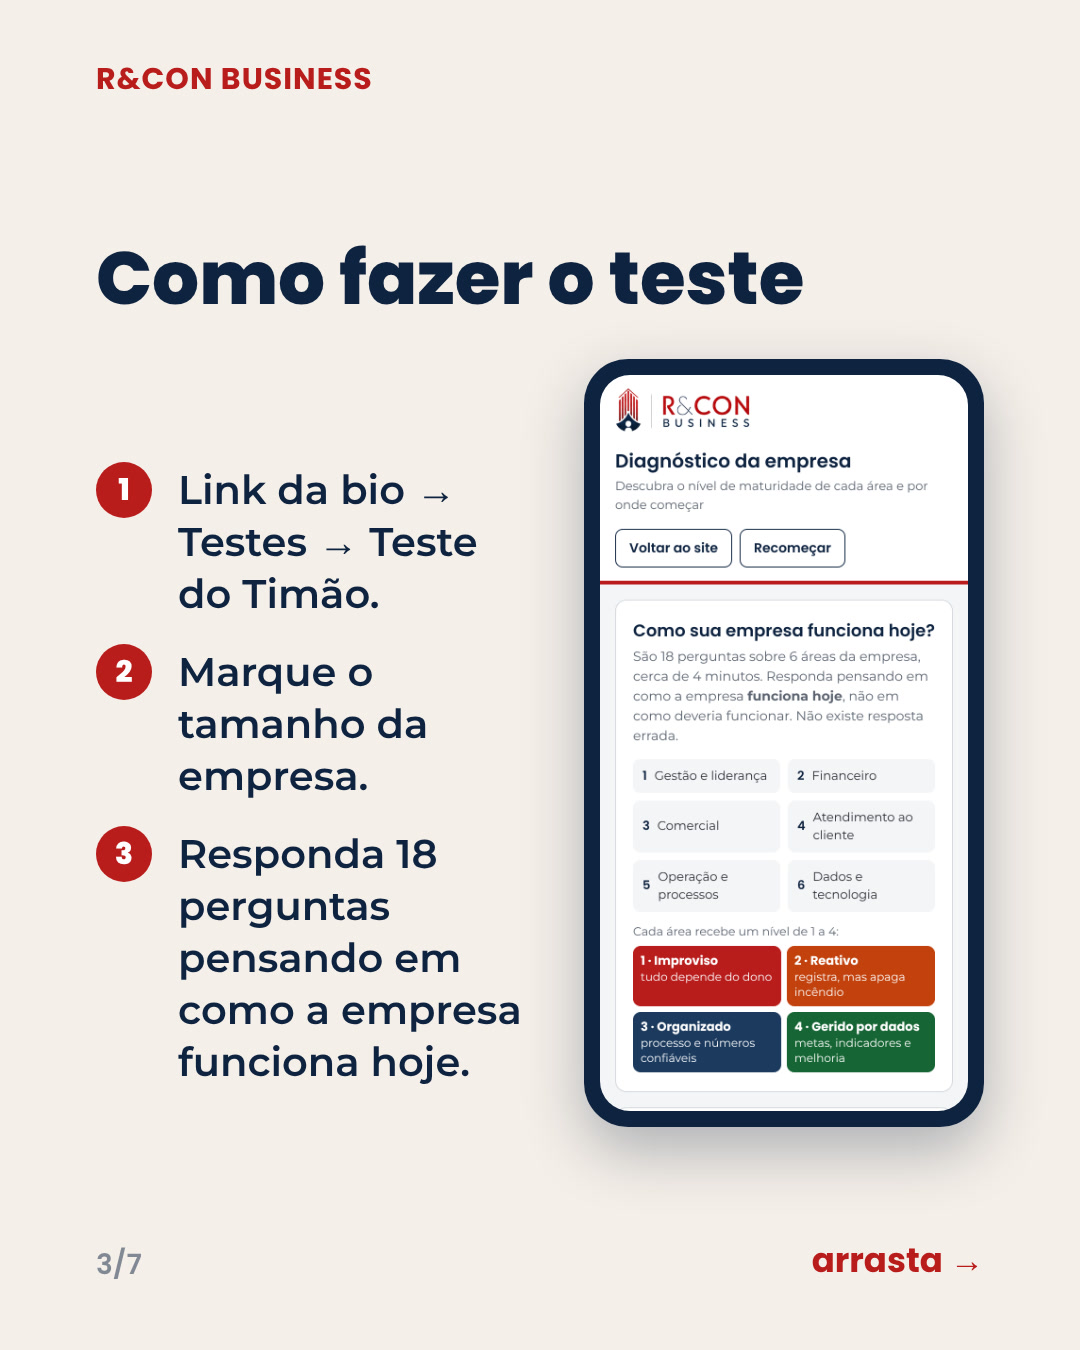 R&CON BUSINESS
Como fazer o teste
1
Link da bio →
Testes → Teste
do Timão.
2
Marque o
tamanho da
empresa.
3
Responda 18
perguntas
pensando em
como a empresa
funciona hoje.
R&CON
BUSINESS
Diagnóstico da empresa
Descubra o nível de maturidade de cada área e por
onde começar
Voltar ao site
Recomeçar
Como sua empresa funciona hoje?
São 18 perguntas sobre 6 áreas da empresa,
cerca de 4 minutos. Responda pensando em
como a empresa funciona hoje, não em
como deveria funcionar. Não existe resposta
errada.
1 Gestão e liderança
2 Financeiro
3 Comercial
4 Atendimento ao
cliente
5 Operação e
processos
6 Dados e
tecnologia
Cada área recebe um nível de 1 a 4:
1 · Improviso
tudo depende do dono
2 · Reativo
registra, mas apaga
incêndio
3 · Organizado
processo e números
confiáveis
4 · Gerido por dados
metas, indicadores e
melhoria
3/7
arrasta →